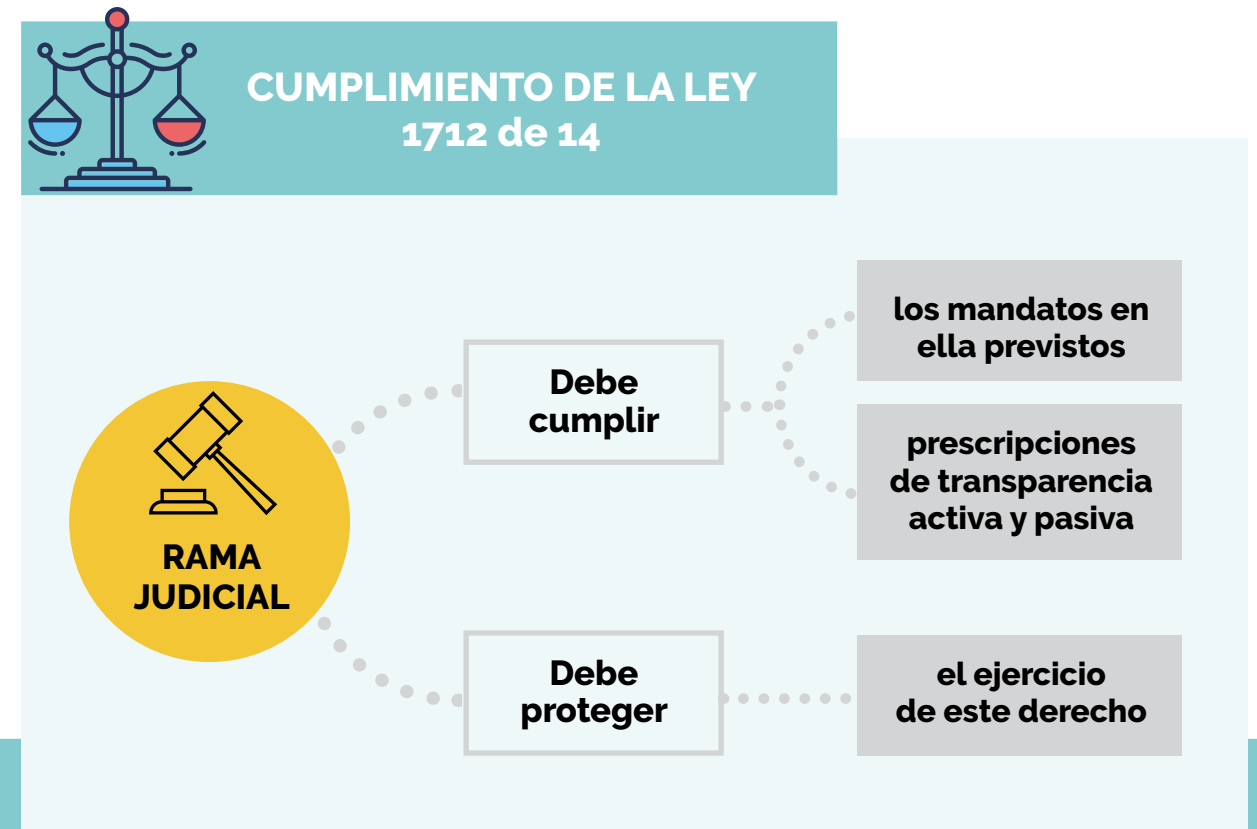 CUMPLIMIENTO DE LA LEY
1712 de 14
RAMA
JUDICIAL
Debe
cumplir
los mandatos en
ella previstos
prescripciones
de transparencia
activa y pasiva
Debe
proteger
el ejercicio
de este derecho